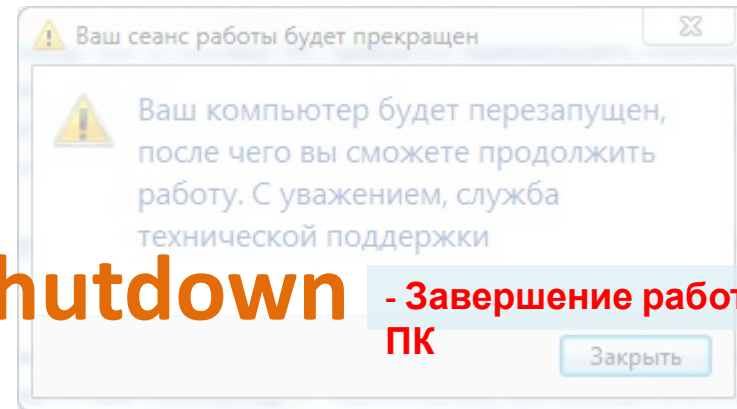 Ваш сеанс работы будет прекращен
Ваш компьютер будет перезапущен,
после чего вы сможете продолжить
работу. С уважением, служба
технической поддержки
hutdown
- Завершение работ
ПК
Закрыть